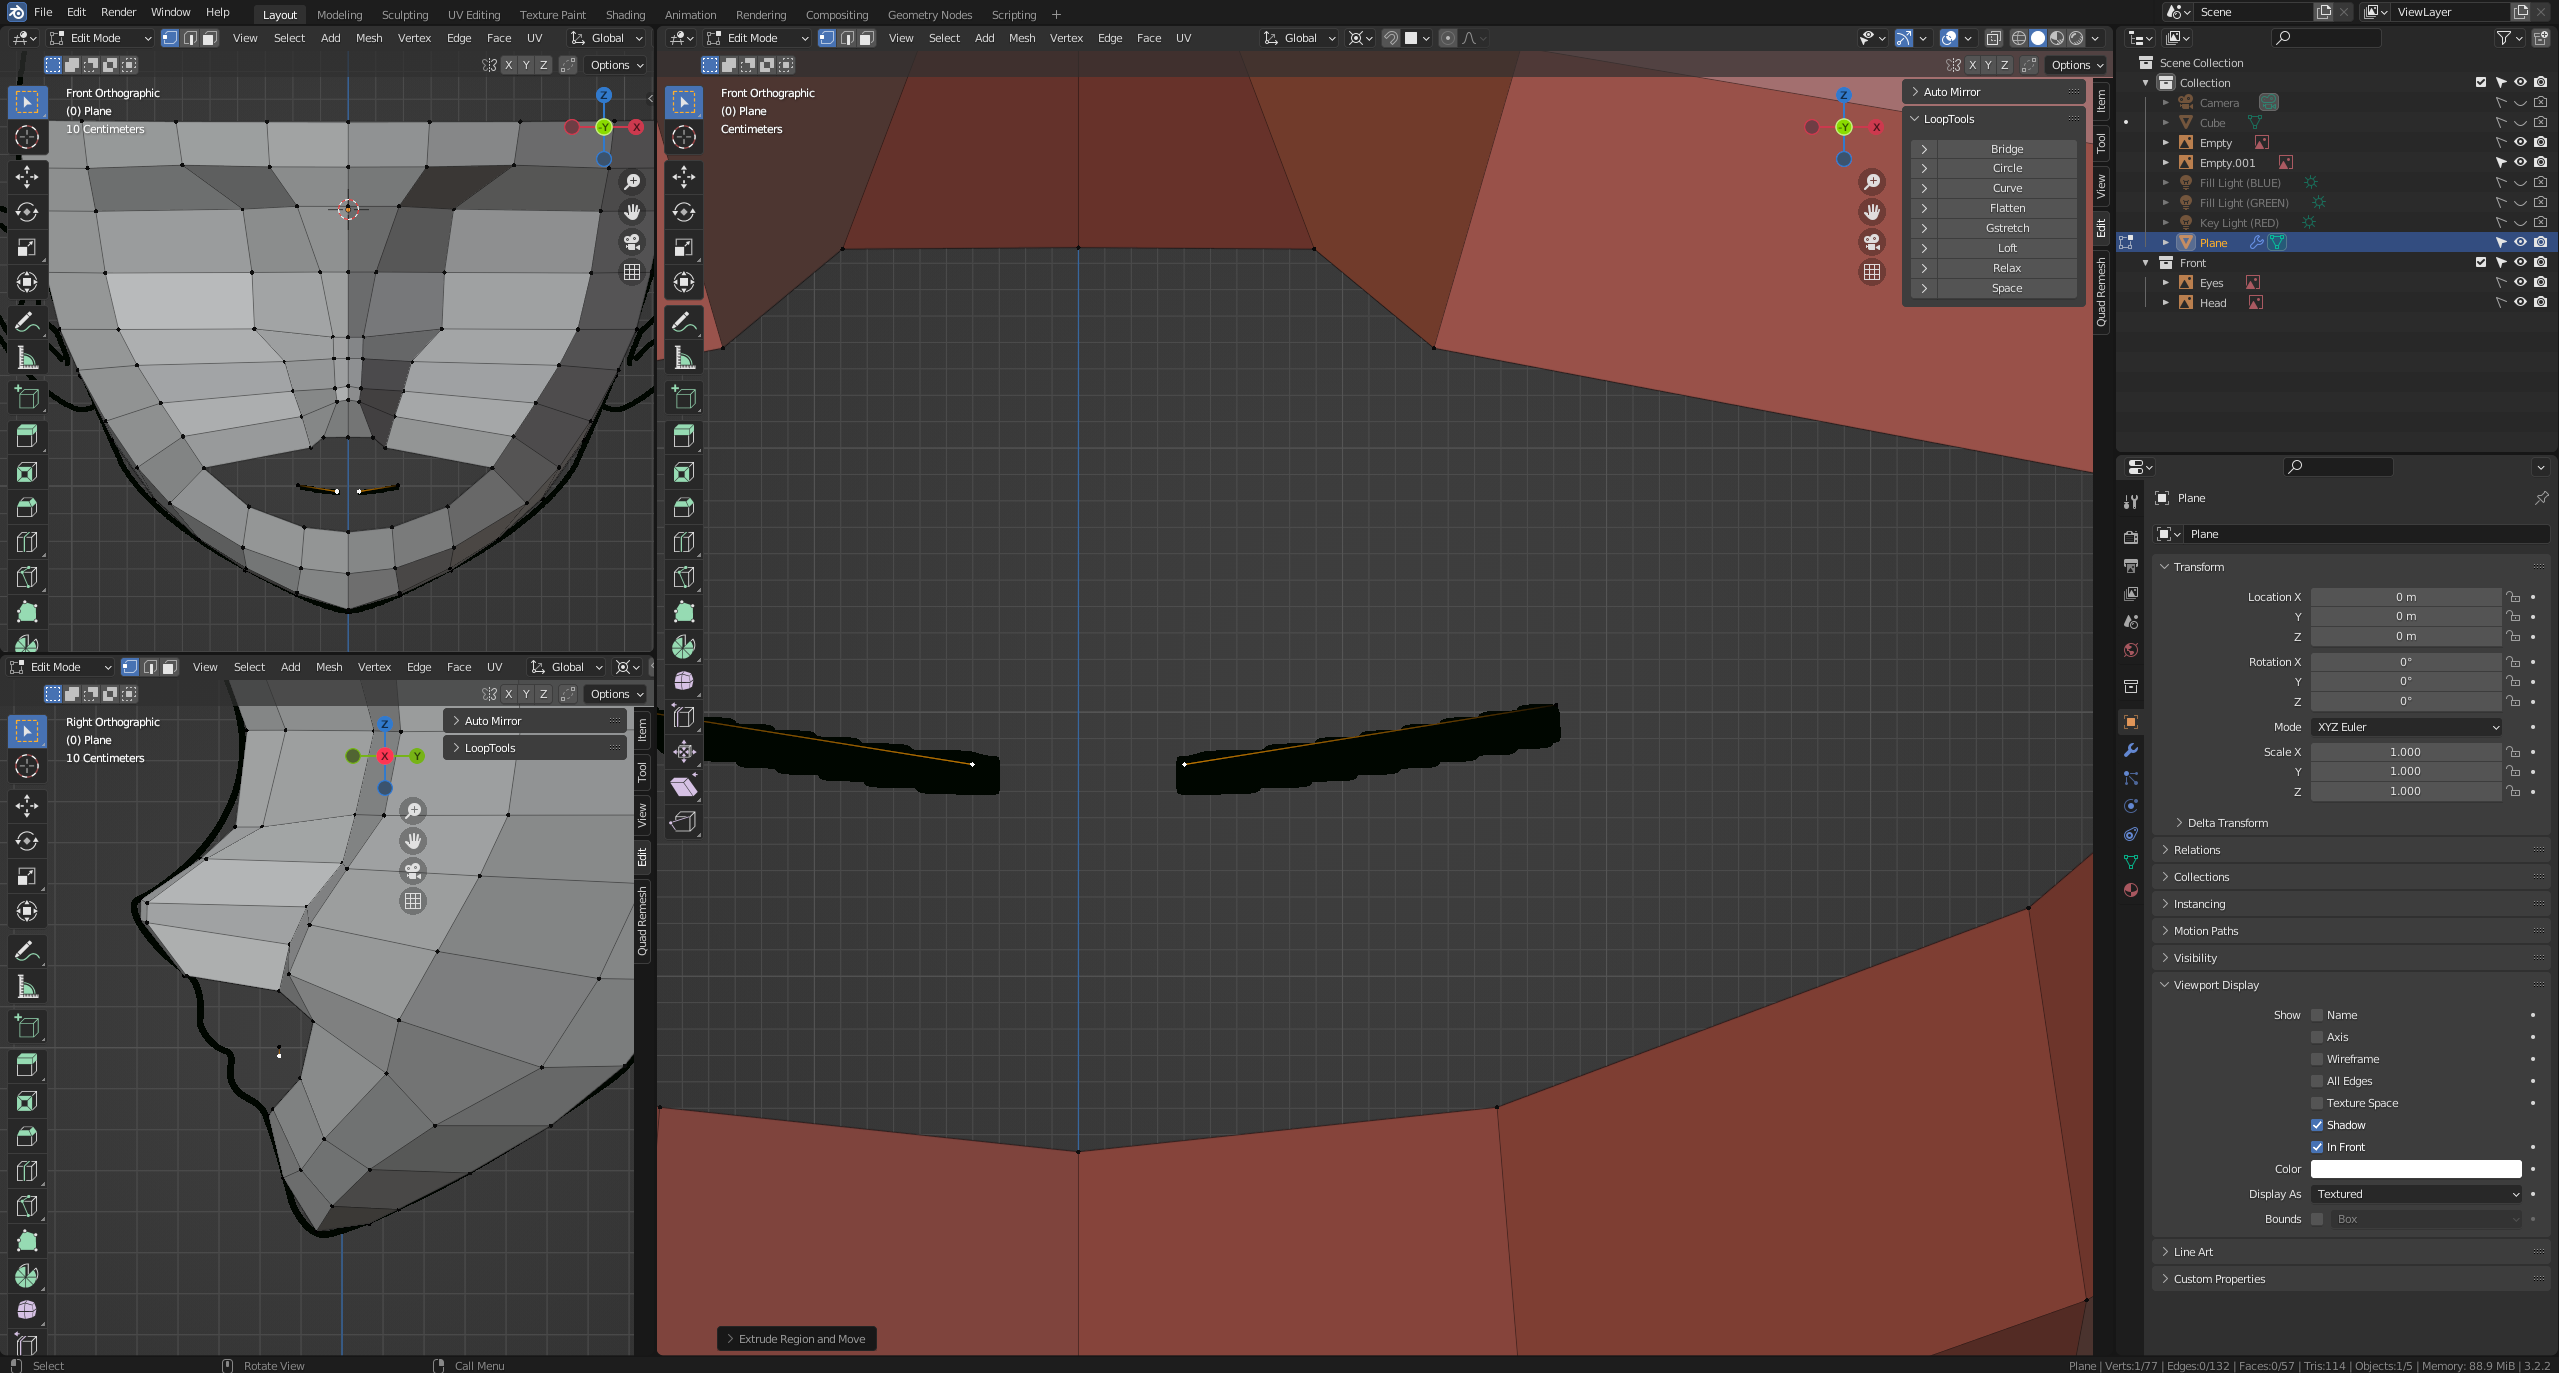 File Edit Render Window Help Layout Modeling Sculpting UV Editing Texture Paint Shading Animation Rendering Compositing Geometry Nodes Scripting + Scene ViewLayer
Edit Mode View Select Add Mesh Vertex Edge Face UV Global
Edit Mode View Select Add Mesh Vertex Edge Face UV Global
X Y Z Options
X Y Z Options
Front Orthographic
(0) Plane
10 Centimeters
Z
-Y
X
Front Orthographic
(0) Plane
Centimeters
Z
-Y
X
Auto Mirror
LoopTools
Bridge
Circle
Curve
Flatten
Gstretch
Loft
Relax
Space
Item
Tool
View
Edit
Quad Remesh
Scene Collection
Collection
Camera
Cube
Empty
Empty.001
Fill Light (BLUE)
Fill Light (GREEN)
Key Light (RED)
Plane
Front
Eyes
Head
Edit Mode View Select Add Mesh Vertex Edge Face UV Global
X Y Z Options
Right Orthographic
(0) Plane
10 Centimeters
Z
X
Y
Auto Mirror
LoopTools
Item
Tool
View
Edit
Quad Remesh
Extrude Region and Move
Plane
Plane
Transform
Location X 0 m
Y 0 m
Z 0 m
Rotation X 0°
Y 0°
Z 0°
Mode XYZ Euler
Scale X 1.000
Y 1.000
Z 1.000
Delta Transform
Relations
Collections
Instancing
Motion Paths
Visibility
Viewport Display
Show Name
Axis
Wireframe
All Edges
Texture Space
Shadow
In Front
Color
Display As Textured
Bounds Box
Line Art
Custom Properties
Select Rotate View Call Menu
Plane | Verts:1/77 | Edges:0/132 | Faces:0/57 | Tris:114 | Objects:1/5 | Memory: 88.9 MiB | 3.2.2